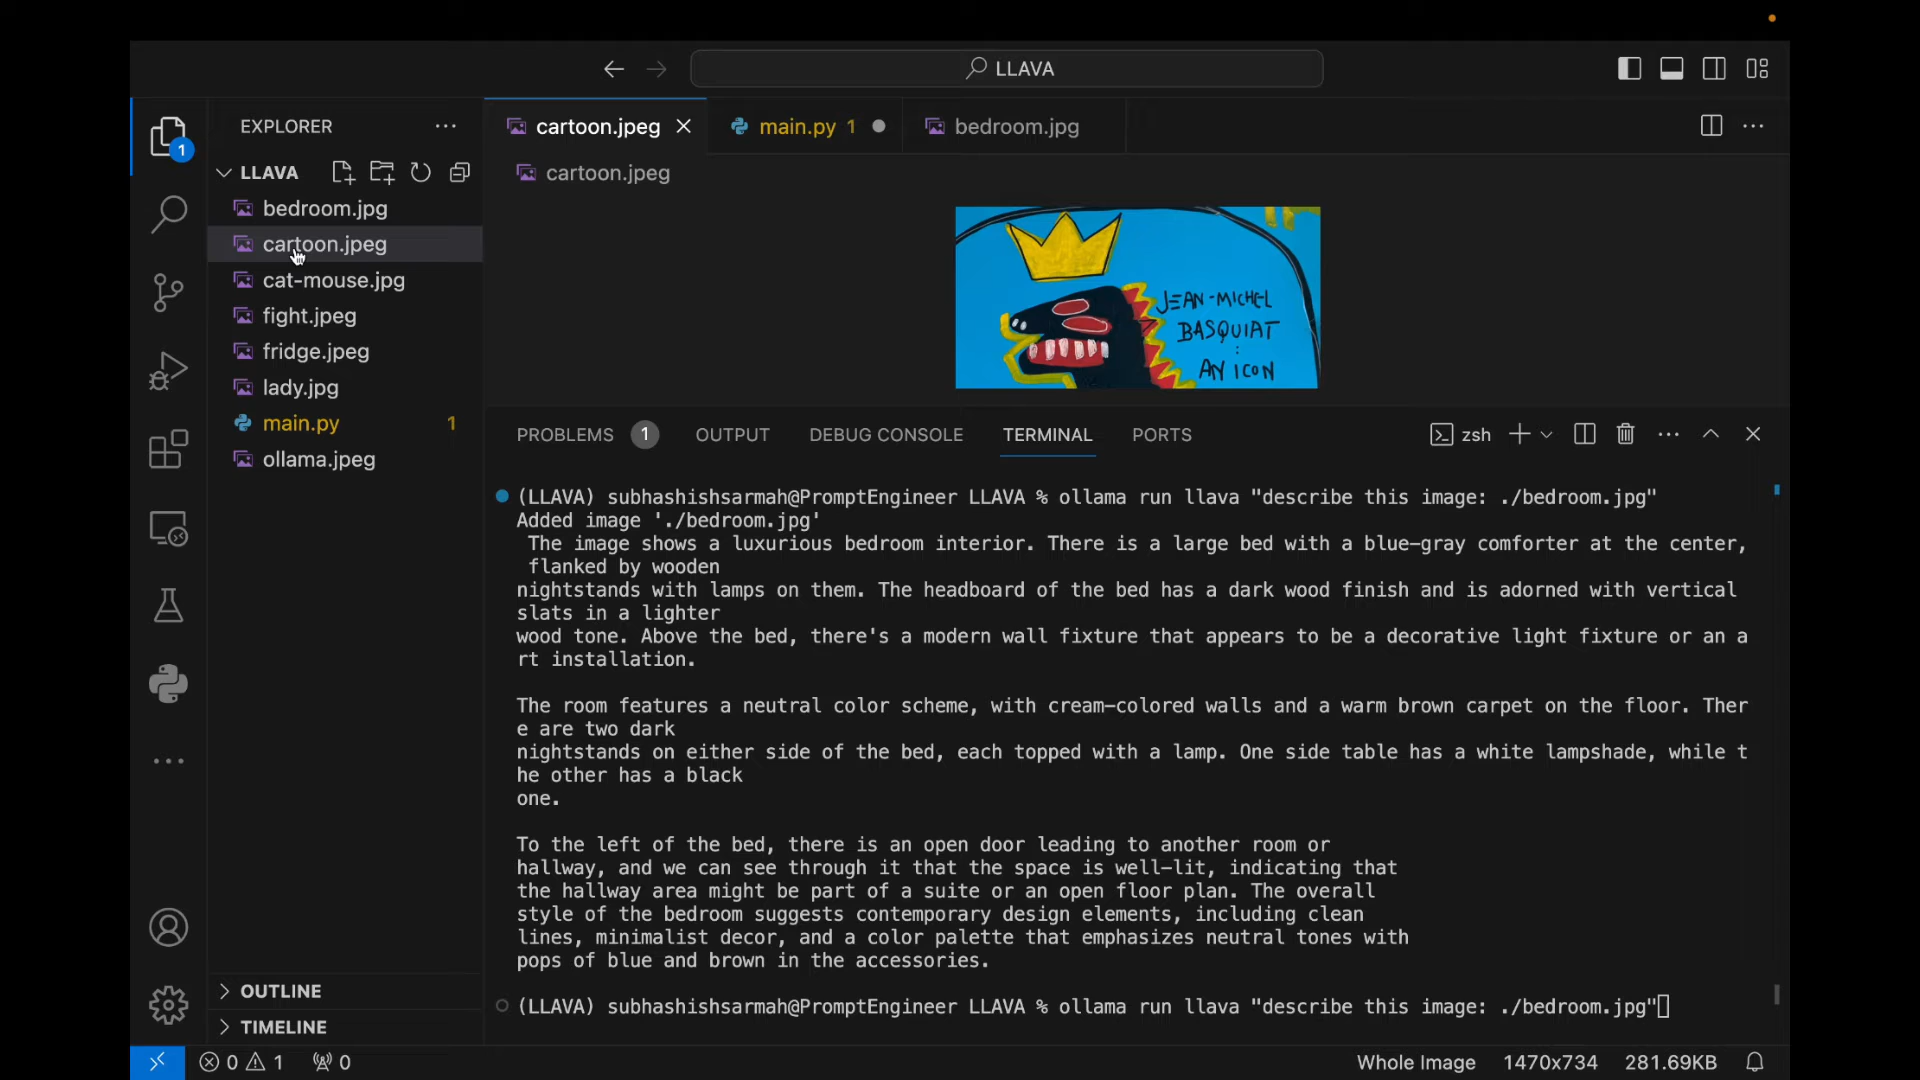 LLAVA
EXPLORER
cartoon.jpeg
main.py 1
bedroom.jpg
1
LLAVA
cartoon.jpeg
bedroom.jpg
cartoon.jpeg
cat-mouse.jpg
fight.jpeg
fridge.jpeg
lady.jpg
main.py 1
ollama.jpeg
JEAN-MICHEL
BASQUIAT
:
AN ICON
PROBLEMS 1 OUTPUT DEBUG CONSOLE TERMINAL PORTS zsh
(LLAVA) subhashishsarmah@PromptEngineer LLAVA % ollama run llava "describe this image: ./bedroom.jpg"
Added image './bedroom.jpg'
The image shows a luxurious bedroom interior. There is a large bed with a blue-gray comforter at the center,
flanked by wooden
nightstands with lamps on them. The headboard of the bed has a dark wood finish and is adorned with vertical
slats in a lighter
wood tone. Above the bed, there's a modern wall fixture that appears to be a decorative light fixture or an a
rt installation.
The room features a neutral color scheme, with cream-colored walls and a warm brown carpet on the floor. Ther
e are two dark
nightstands on either side of the bed, each topped with a lamp. One side table has a white lampshade, while t
he other has a black
one.
To the left of the bed, there is an open door leading to another room or
hallway, and we can see through it that the space is well-lit, indicating that
the hallway area might be part of a suite or an open floor plan. The overall
style of the bedroom suggests contemporary design elements, including clean
lines, minimalist decor, and a color palette that emphasizes neutral tones with
pops of blue and brown in the accessories.
(LLAVA) subhashishsarmah@PromptEngineer LLAVA % ollama run llava "describe this image: ./bedroom.jpg"
OUTLINE
TIMELINE
0 1 0
Whole Image 1470x734 281.69KB